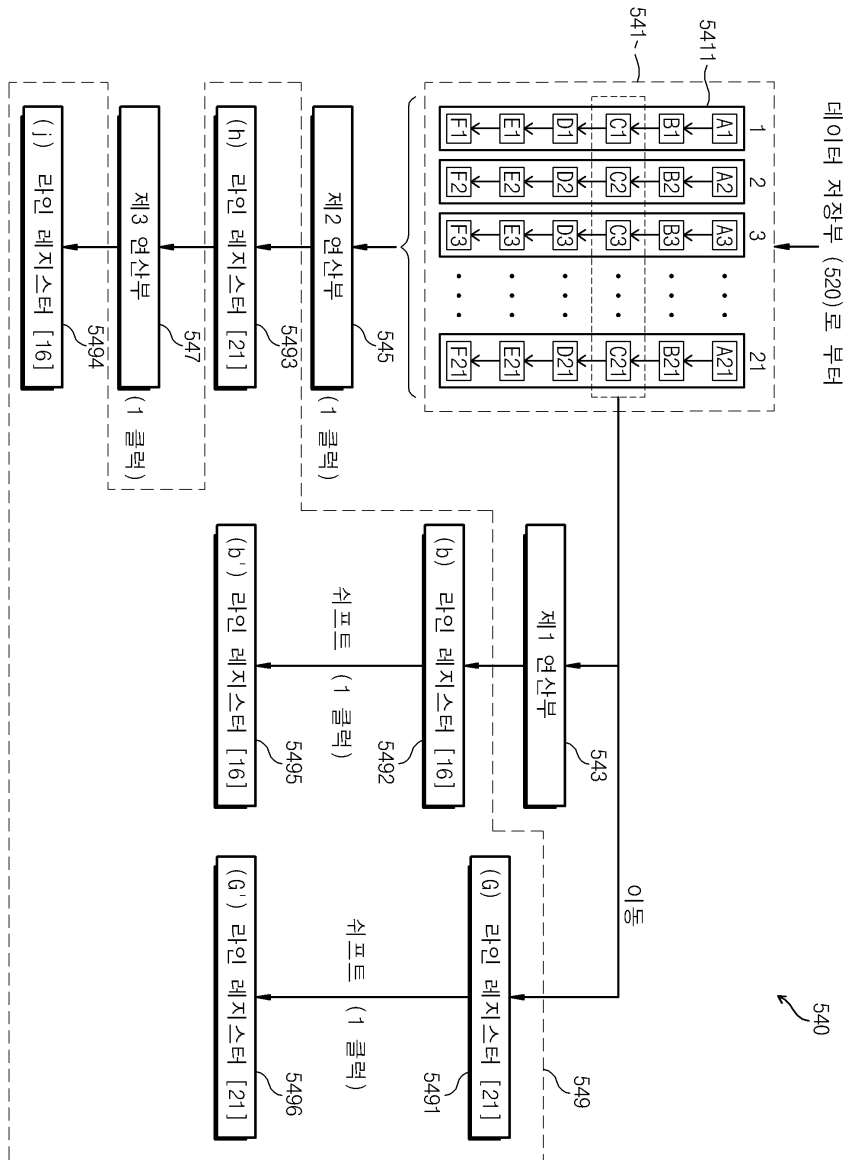 540
데이터 저장부 (520)로 부터
541
5411
1 2 3 21
A1 A2 A3 A21
B1 B2 B3 B21
C1 C2 C3 C21
D1 D2 D3 D21
E1 E2 E3 E21
F1 F2 F3 F21
이동
제2 연산부
545
(1 클럭)
(h) 라인 레지스터 [21]
5493
제3 연산부
547
(1 클럭)
(j) 라인 레지스터 [16]
5494
제1 연산부
543
(b) 라인 레지스터 [16]
5492
쉬프트 (1 클럭)
(b') 라인 레지스터 [16]
5495
549
(G) 라인 레지스터 [21]
5491
쉬프트 (1 클럭)
(G') 라인 레지스터 [21]
5496